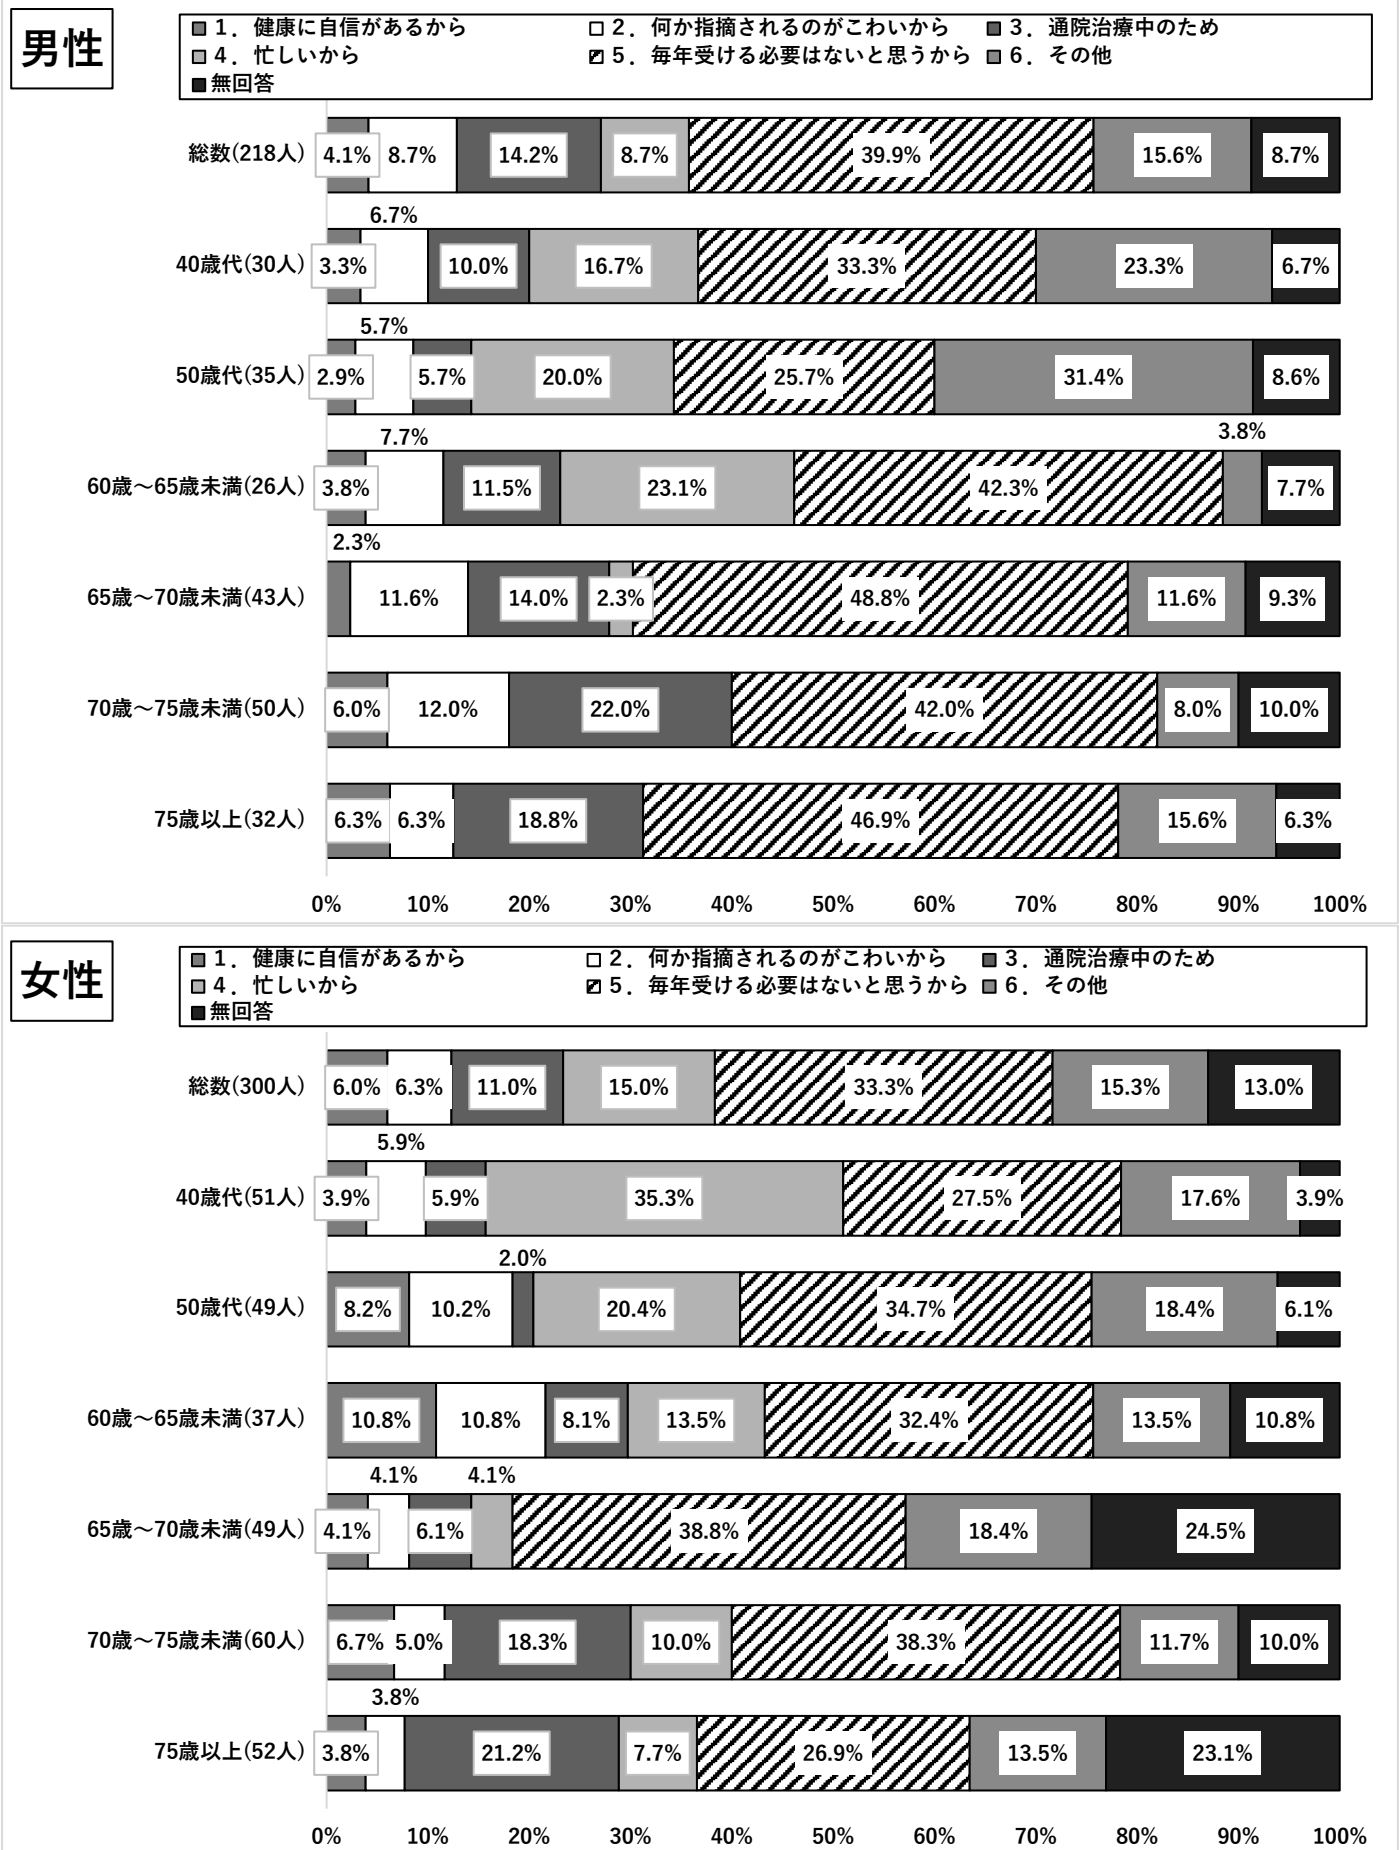 男性
1．健康に自信があるから 2．何か指摘されるのがこわいから 3．通院治療中のため
4．忙しいから 5．毎年受ける必要はないと思うから 6．その他
無回答
総数(218人) 4.1% 8.7% 14.2% 8.7% 39.9% 15.6% 8.7%
6.7%
40歳代(30人) 3.3% 10.0% 16.7% 33.3% 23.3% 6.7%
5.7%
50歳代(35人) 2.9% 5.7% 20.0% 25.7% 31.4% 8.6%
7.7% 3.8%
60歳～65歳未満(26人) 3.8% 11.5% 23.1% 42.3% 7.7%
2.3%
65歳～70歳未満(43人) 11.6% 14.0% 2.3% 48.8% 11.6% 9.3%
70歳～75歳未満(50人) 6.0% 12.0% 22.0% 42.0% 8.0% 10.0%
75歳以上(32人) 6.3% 6.3% 18.8% 46.9% 15.6% 6.3%
0% 10% 20% 30% 40% 50% 60% 70% 80% 90% 100%
女性
1．健康に自信があるから 2．何か指摘されるのがこわいから 3．通院治療中のため
4．忙しいから 5．毎年受ける必要はないと思うから 6．その他
無回答
総数(300人) 6.0% 6.3% 11.0% 15.0% 33.3% 15.3% 13.0%
5.9%
40歳代(51人) 3.9% 5.9% 35.3% 27.5% 17.6% 3.9%
2.0%
50歳代(49人) 8.2% 10.2% 20.4% 34.7% 18.4% 6.1%
60歳～65歳未満(37人) 10.8% 10.8% 8.1% 13.5% 32.4% 13.5% 10.8%
4.1% 4.1%
65歳～70歳未満(49人) 4.1% 6.1% 38.8% 18.4% 24.5%
70歳～75歳未満(60人) 6.7% 5.0% 18.3% 10.0% 38.3% 11.7% 10.0%
3.8%
75歳以上(52人) 3.8% 21.2% 7.7% 26.9% 13.5% 23.1%
0% 10% 20% 30% 40% 50% 60% 70% 80% 90% 100%